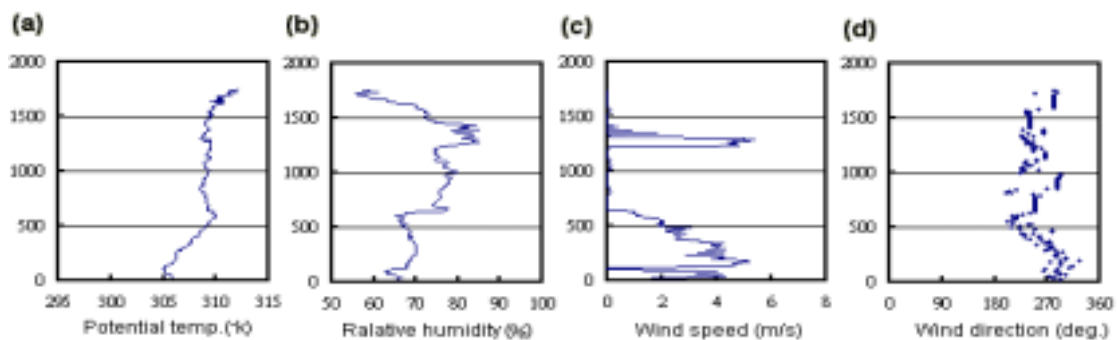 (a) (b) (c) (d)
2000 2000 2000 2000
1500 1500 1500 1500
1000 1000 1000 1000
500 500 500 500
0 0 0 0
295 300 305 310 315 50 60 70 80 90 100 0 2 4 6 8 0 90 180 270 360
Potential temp.(°k) Ralative humidity (%) Wind speed (m/s) Wind direction (deg.)